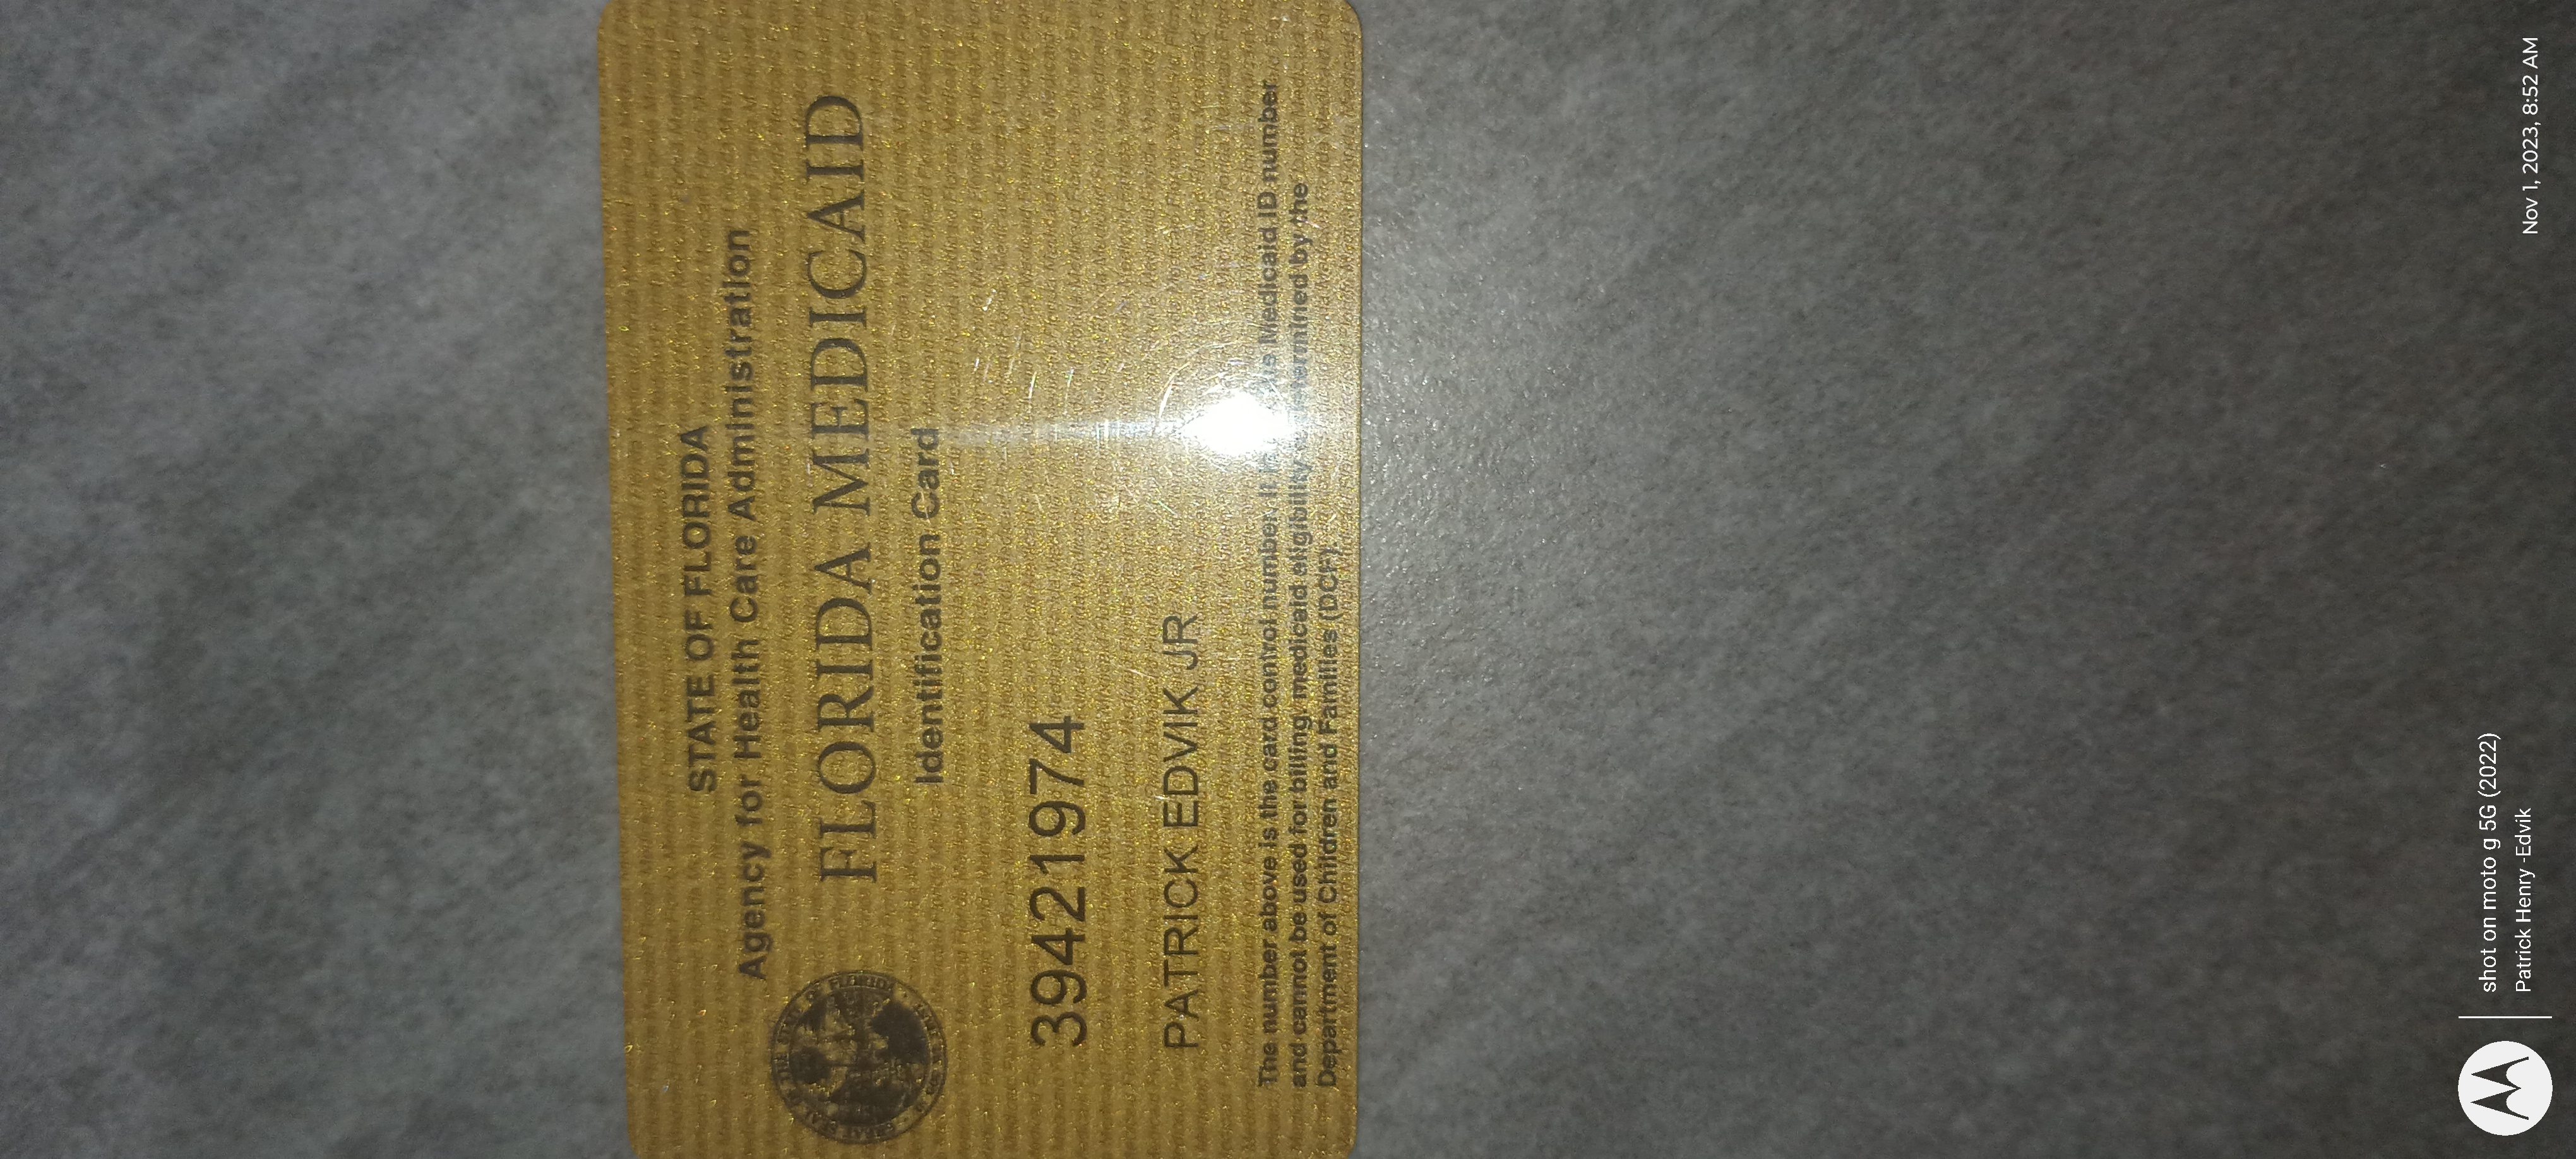 STATE OF FLORIDA
Agency for Health Care Administration
FLORIDA MEDICAID
Identification Card
39421974
PATRICK EDVIK JR
The number above is the card control number. It Medicaid ID number
and cannot be used for billing, medicaid eligibility determined by the
Department of Children and Families (DCF).
shot on moto g 5G (2022)
Patrick Henry -Edvik
Nov 1, 2023, 8:52 AM